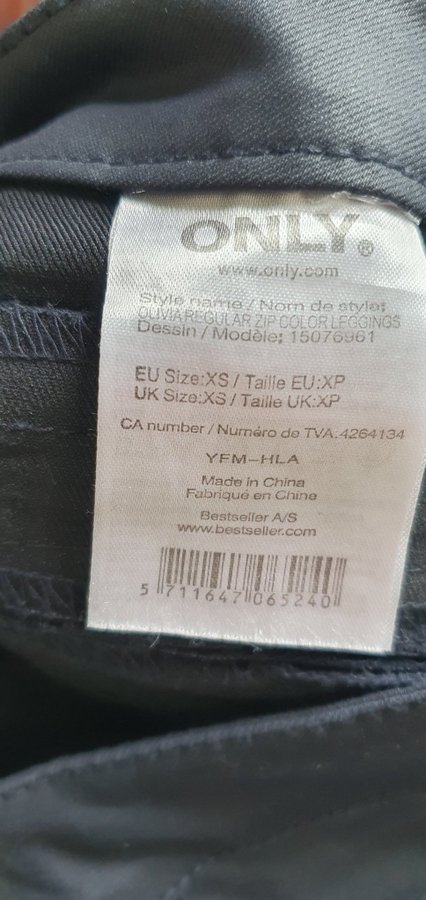 ONLY.®
www.only.com
Style name / Nom de style:
OLIVIA REGULAR ZIP COLOR LEGGINGS
Dessin / Modèle: 15076961
EU Size:XS / Taille EU:XP
UK Size:XS / Taille UK:XP
CA number / Numéro de TVA:4264134
YFM-HLA
Made in China
Fabriqué en Chine
Bestseller A/S
www.bestseller.com
5 711647 065240